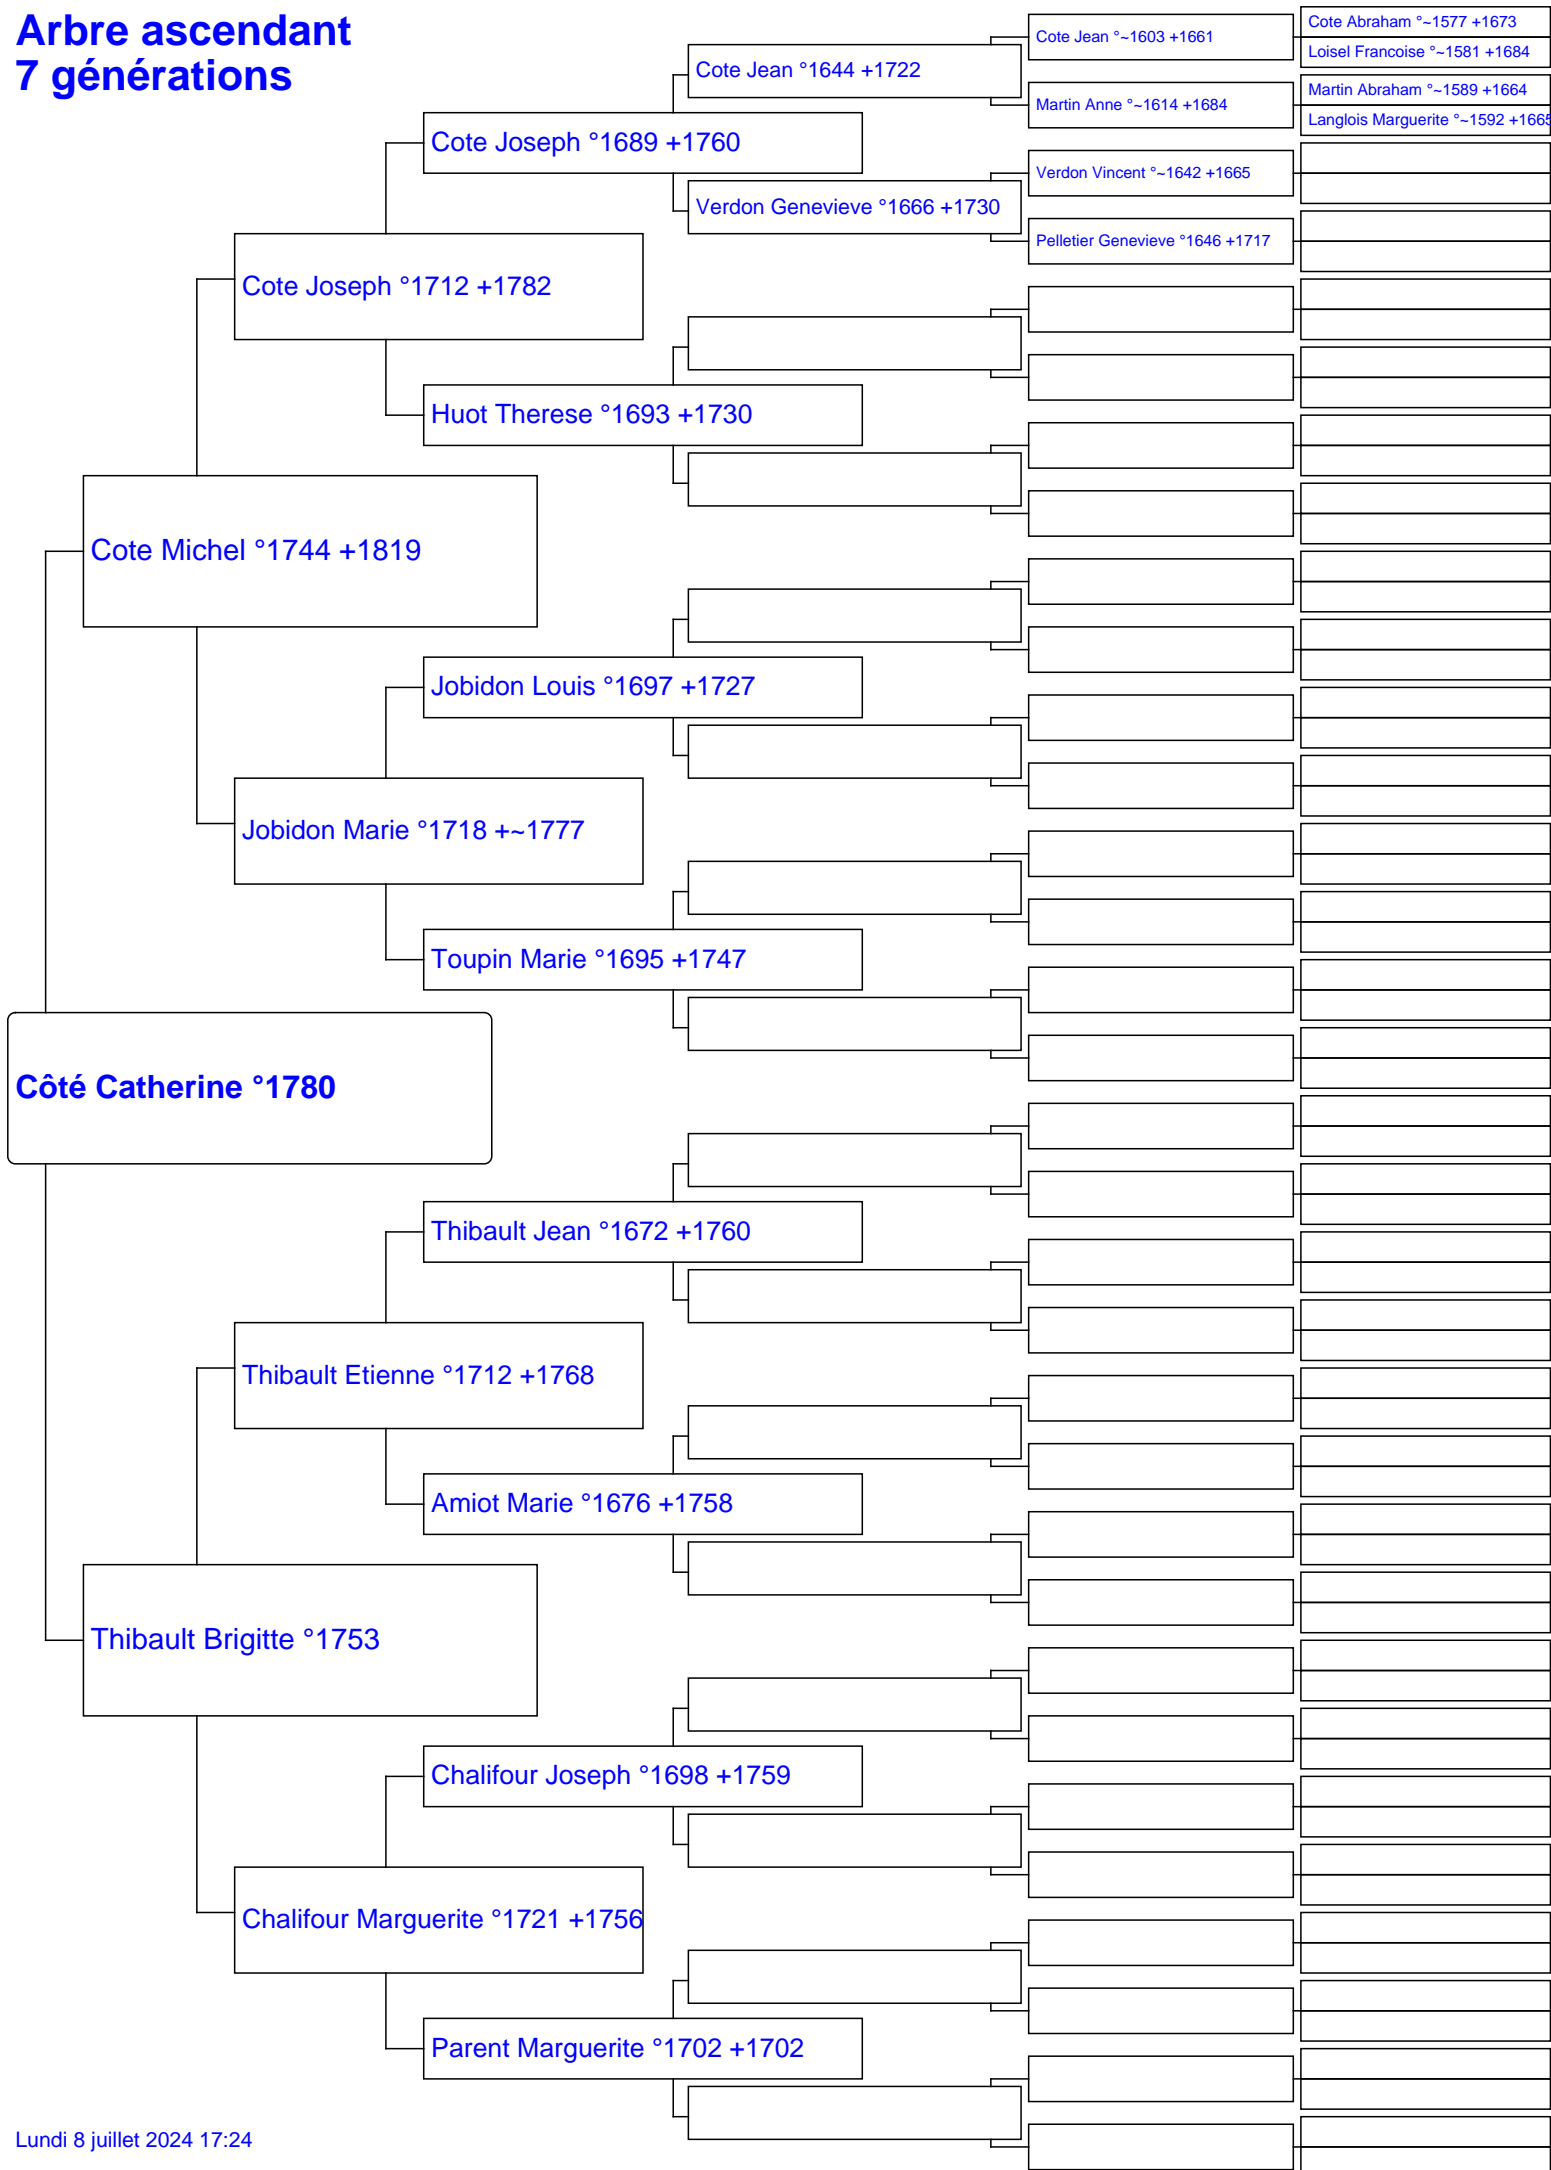 Arbre ascendant
7 générations
Cote Abraham °~1577 +1673
Cote Jean °~1603 +1661
Loisel Francoise °~1581 +1684
Cote Jean °1644 +1722
Martin Abraham °~1589 +1664
Martin Anne °~1614 +1684
Langlois Marguerite °~1592 +1665
Cote Joseph °1689 +1760
Verdon Vincent °~1642 +1665
Verdon Genevieve °1666 +1730
Pelletier Genevieve °1646 +1717
Cote Joseph °1712 +1782
Huot Therese °1693 +1730
Cote Michel °1744 +1819
Jobidon Louis °1697 +1727
Jobidon Marie °1718 +~1777
Toupin Marie °1695 +1747
Côté Catherine °1780
Thibault Jean °1672 +1760
Thibault Etienne °1712 +1768
Amiot Marie °1676 +1758
Thibault Brigitte °1753
Chalifour Joseph °1698 +1759
Chalifour Marguerite °1721 +1756
Parent Marguerite °1702 +1702
Lundi 8 juillet 2024 17:24